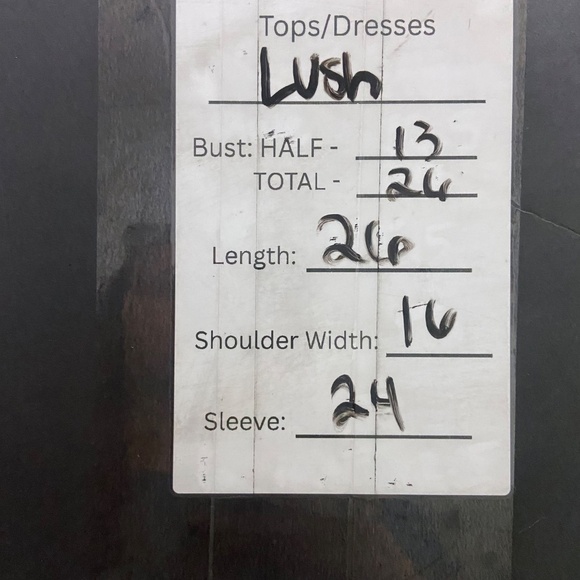 Tops/Dresses
Lush
Bust: HALF - 13
TOTAL - 26
Length: 26
Shoulder Width: 16
Sleeve: 24